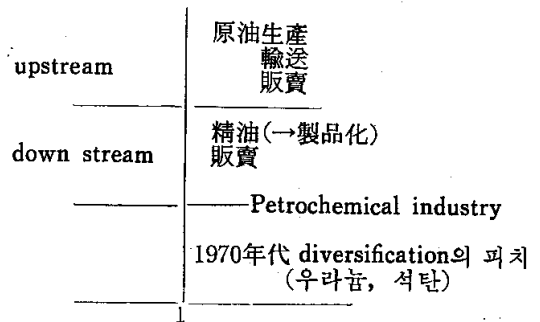 原油生產
輸送
upstream
販賣
精油(→製品化)
down stream
販賣
Petrochemical industry
1970年代 diversification의 피치
(우라늄, 석탄)